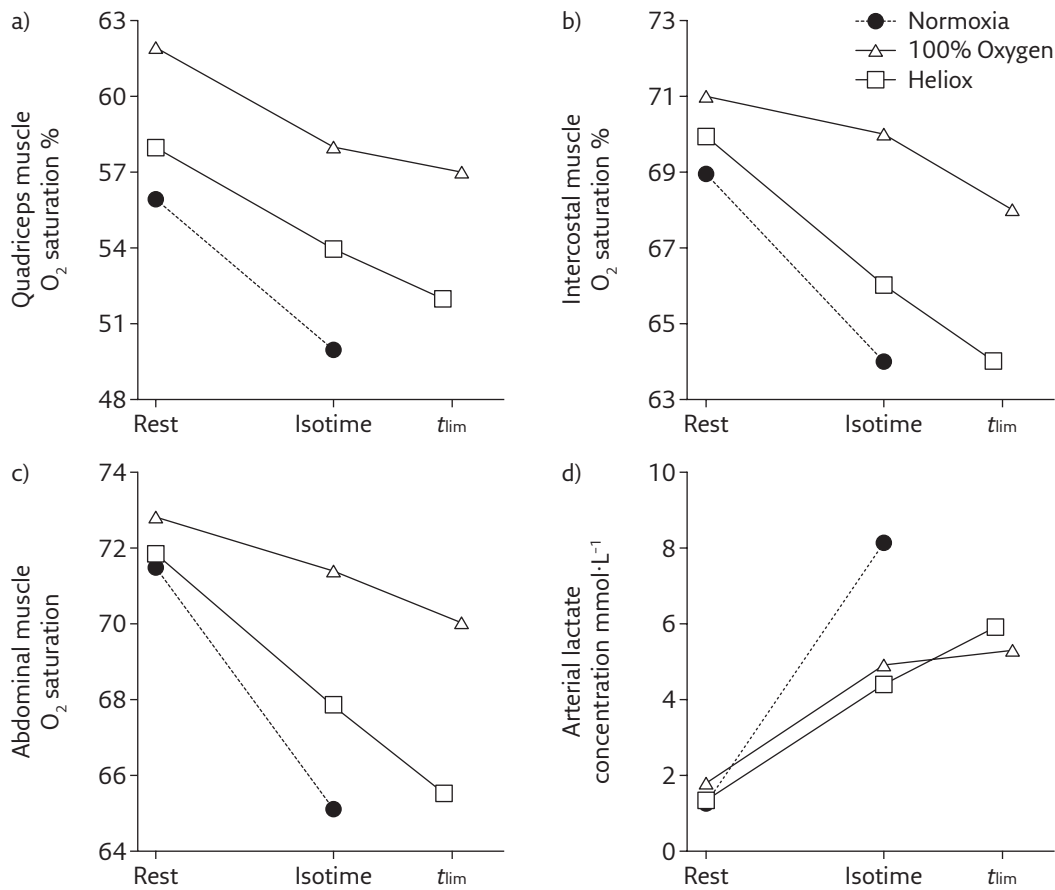 a)
63
60
57
54
51
48
Quadriceps muscle
O2 saturation %
Rest
Isotime
tlim
b)
73
71
69
67
65
63
Intercostal muscle
O2 saturation %
Rest
Isotime
tlim
Normoxia
100% Oxygen
Heliox
c)
74
72
70
68
66
64
Abdominal muscle
O2 saturation
Rest
Isotime
tlim
d)
10
8
6
4
2
0
Arterial lactate
concentration mmol·L−1
Rest
Isotime
tlim